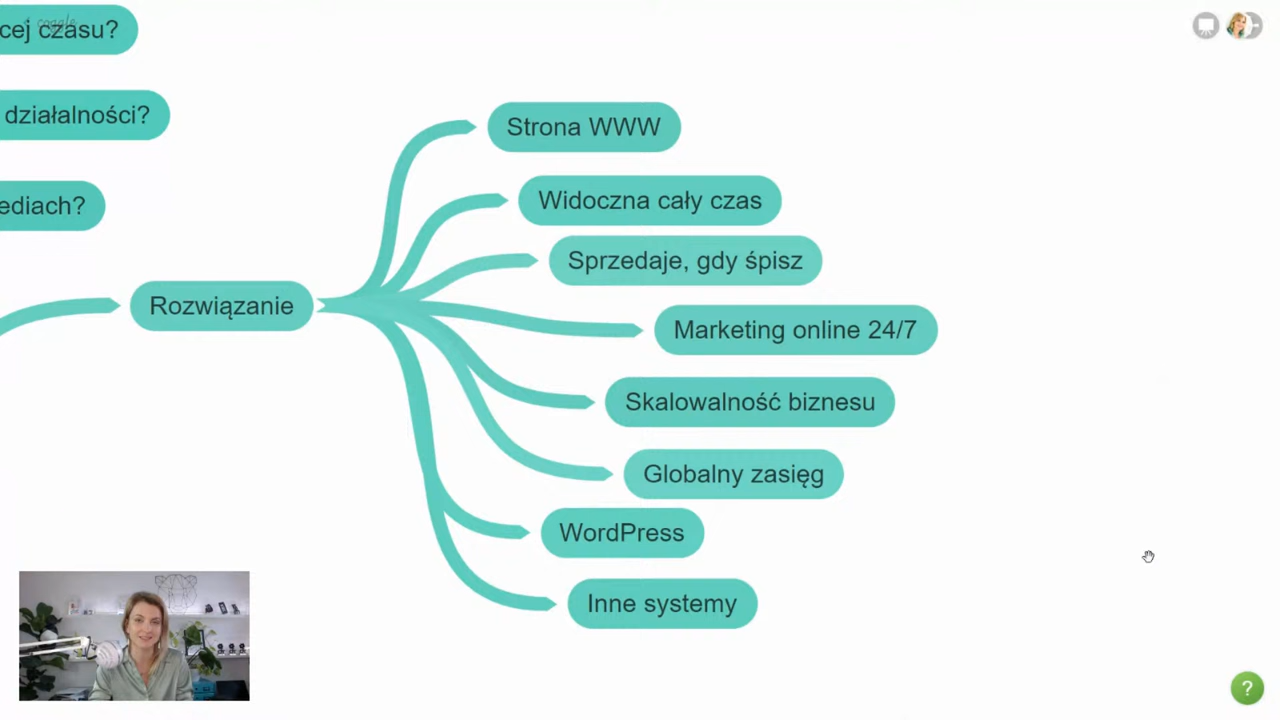 coggle
cej czasu?
działalności?
ediach?
Rozwiązanie
Strona WWW
Widoczna cały czas
Sprzedaje, gdy śpisz
Marketing online 24/7
Skalowalność biznesu
Globalny zasięg
WordPress
Inne systemy
?